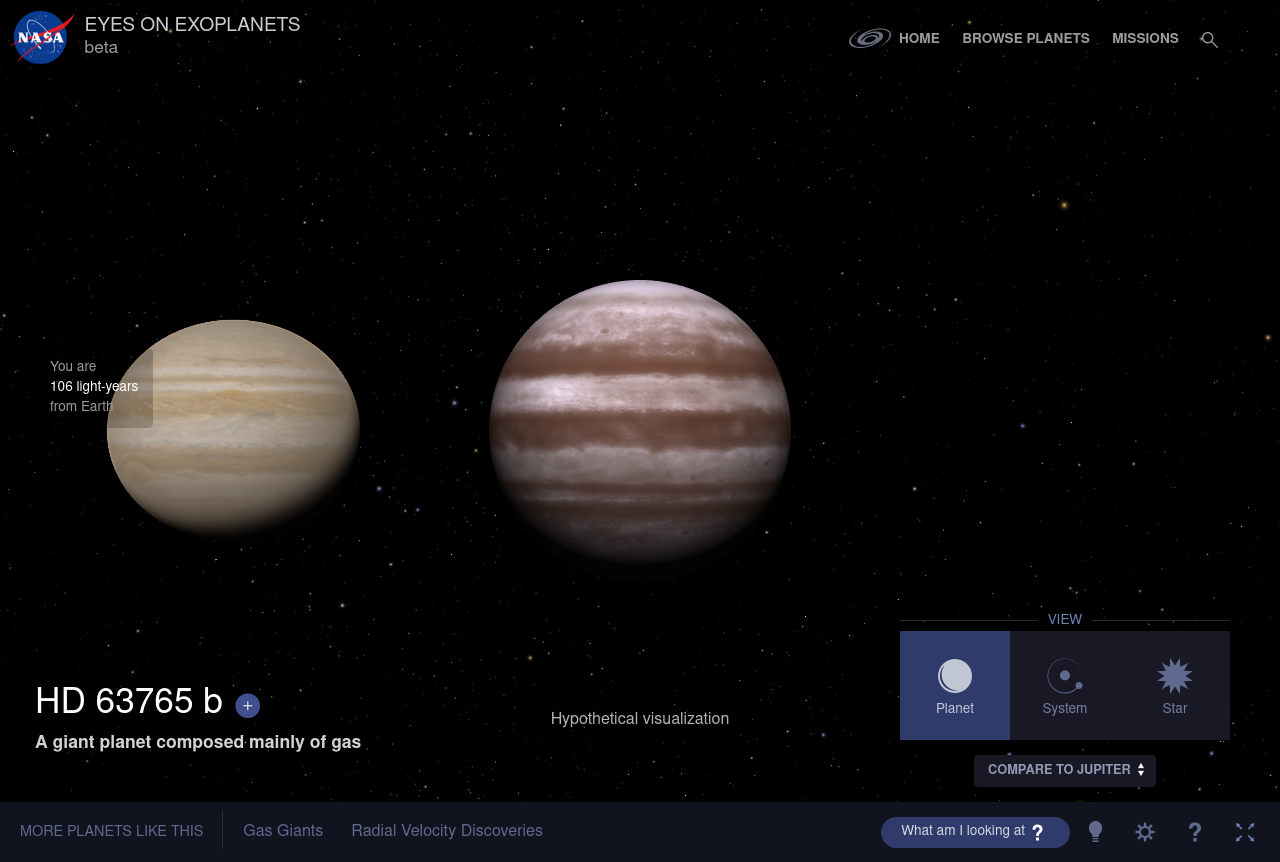 NASA
EYES ON EXOPLANETS
beta
HOME
BROWSE PLANETS
MISSIONS
You are
106 light-years
from Earth
VIEW
Planet
System
Star
HD 63765 b +
A giant planet composed mainly of gas
Hypothetical visualization
COMPARE TO JUPITER
MORE PLANETS LIKE THIS
Gas Giants
Radial Velocity Discoveries
What am I looking at ?
?